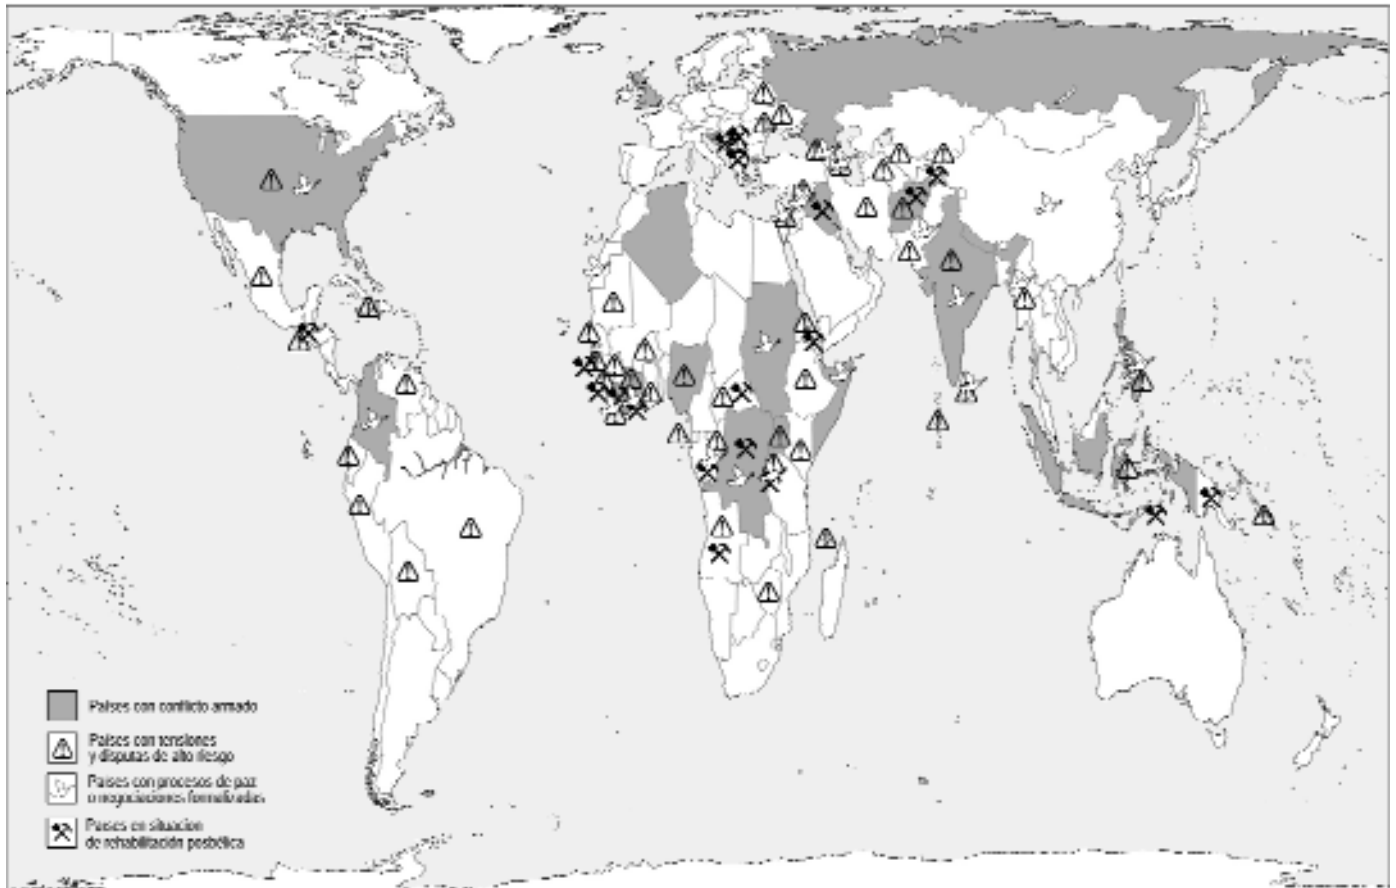 Países con conflicto armado
Países con tensiones
y disputas de alto riesgo
Países con procesos de paz
o negociaciones formalizadas
Países en situacion
de rehabilitación posbélica